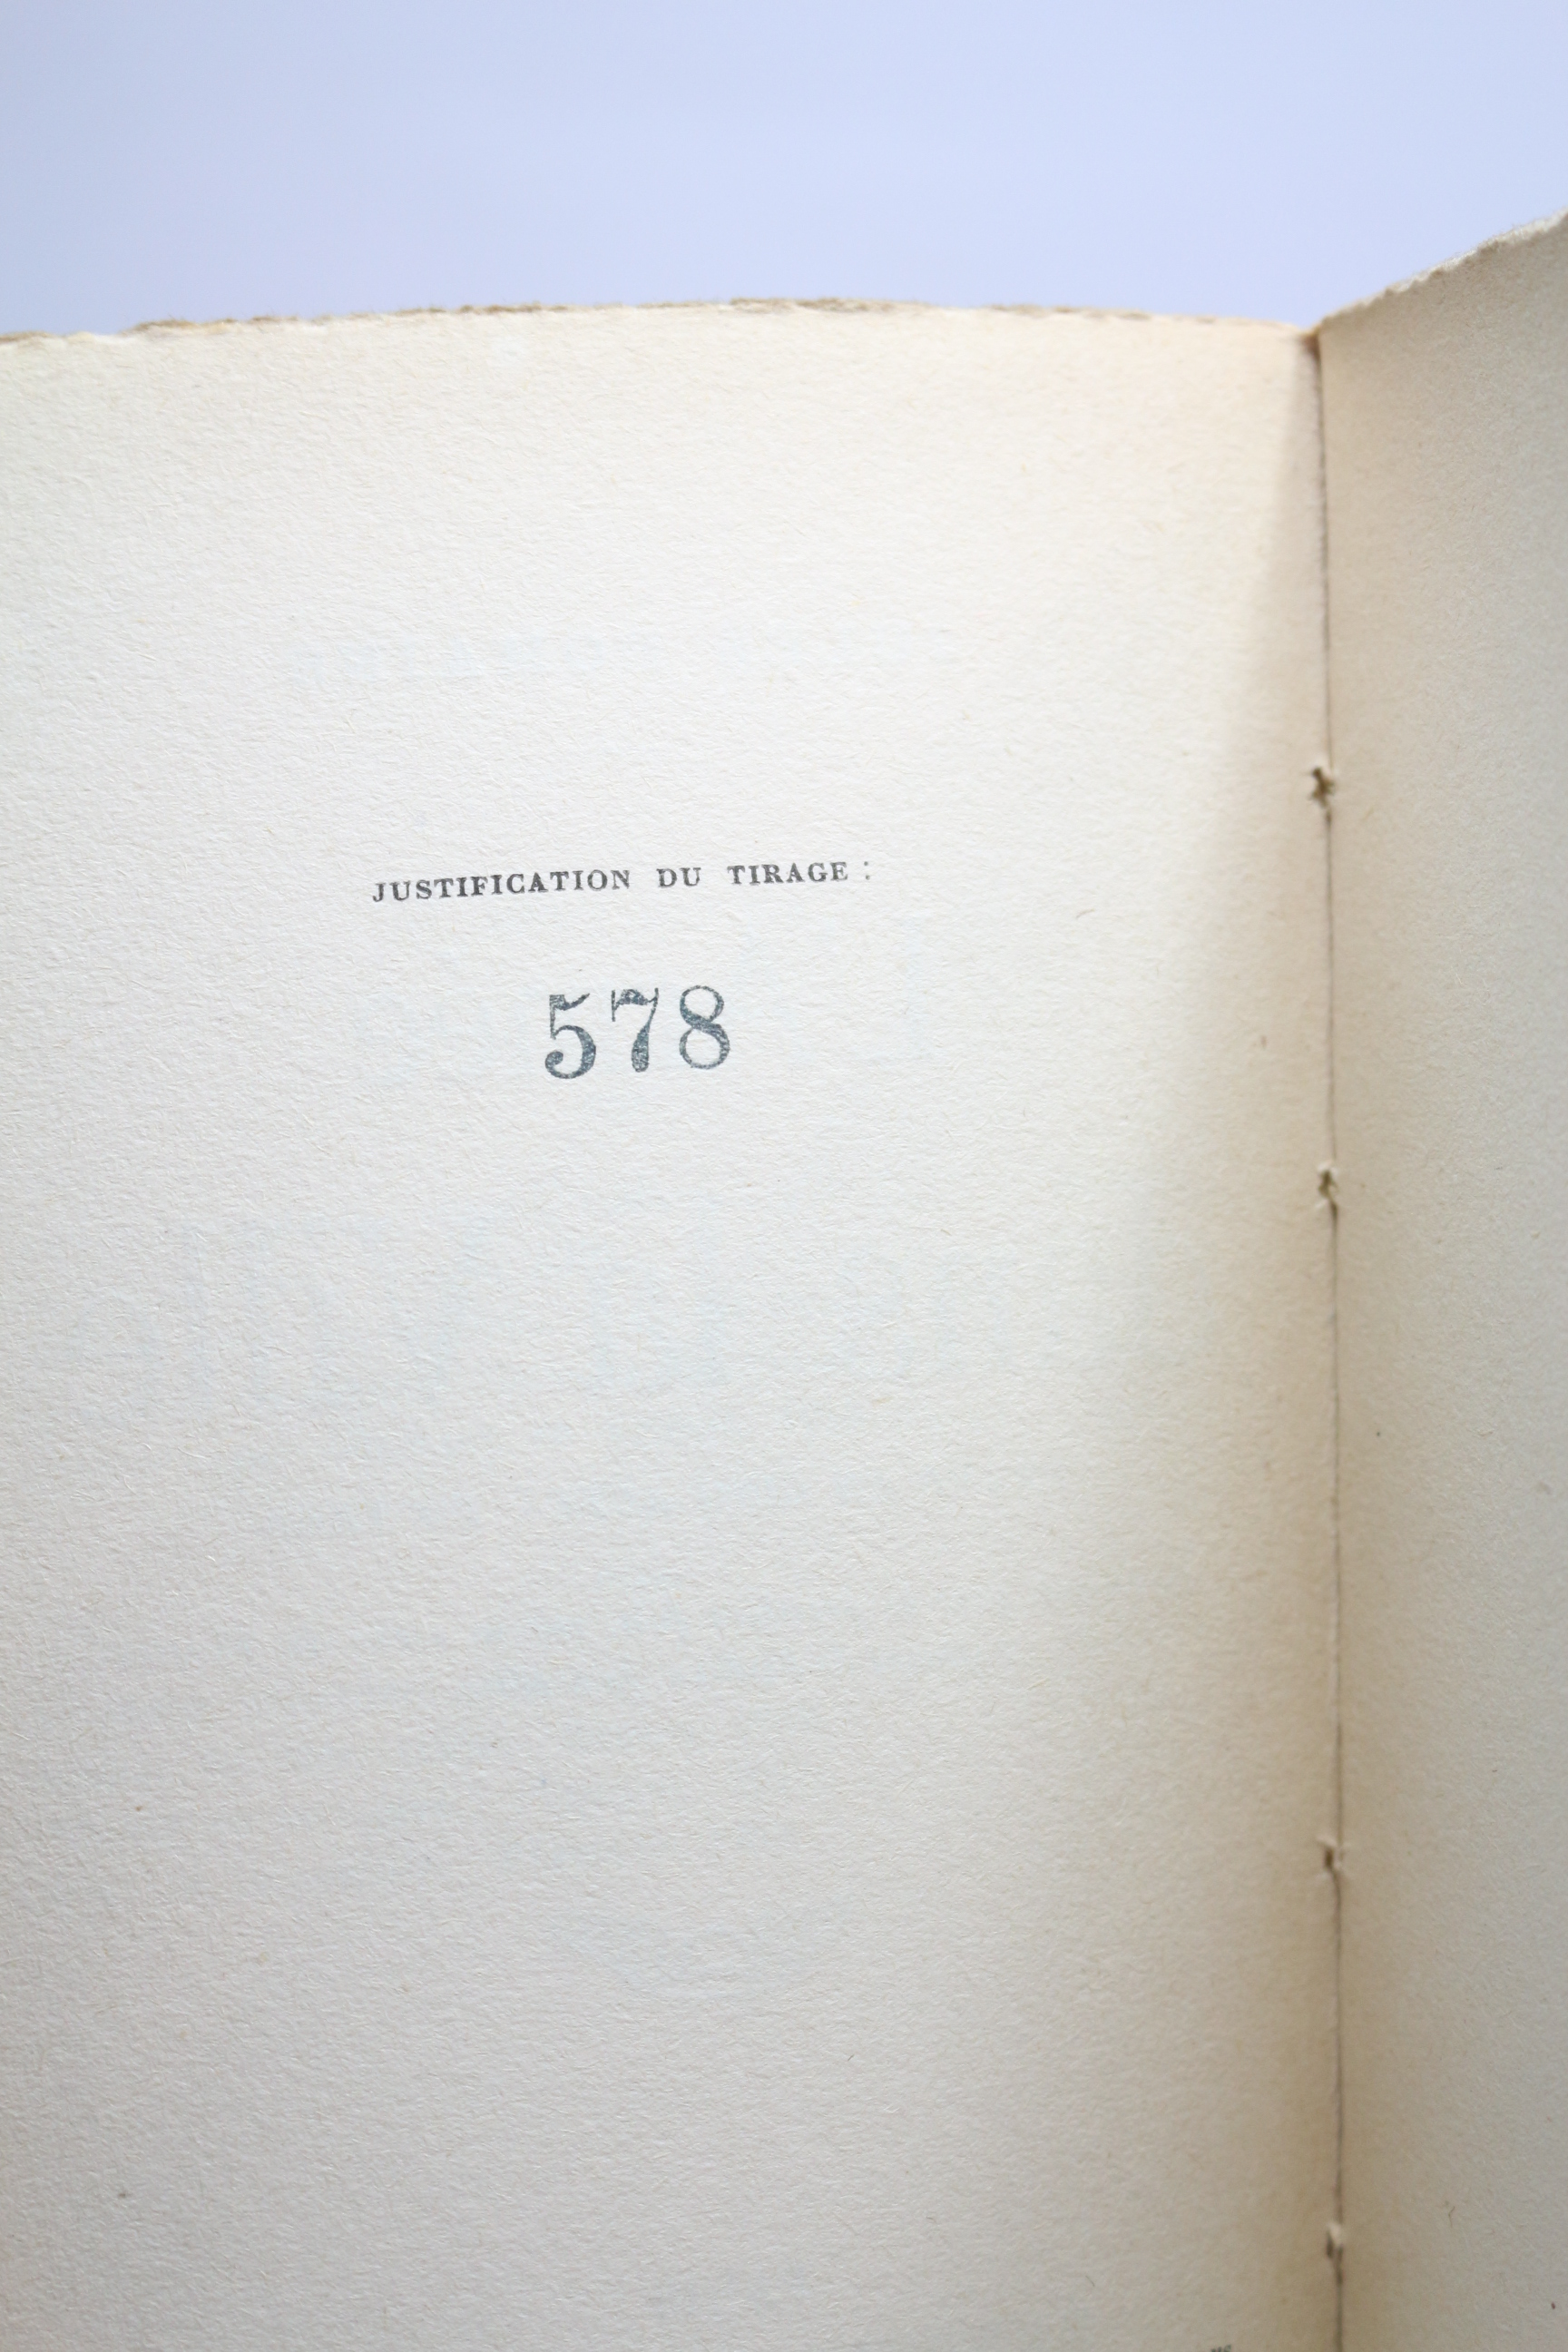 JUSTIFICATION DU TIRAGE :
578